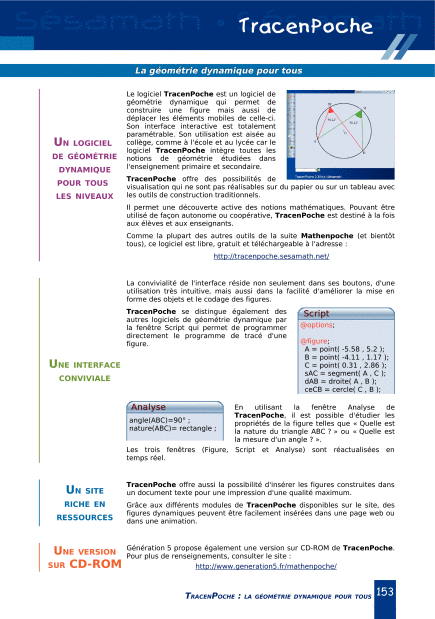 Sésamath • Sésamath
TracenPoche
La géométrie dynamique pour tous
UN LOGICIEL
DE GÉOMÉTRIE
DYNAMIQUE
POUR TOUS
LES NIVEAUX
Le logiciel TracenPoche est un logiciel de
géométrie dynamique qui permet de
construire une figure mais aussi de
déplacer les éléments mobiles de celle-ci.
Son interface interactive est totalement
paramétrable. Son utilisation est aisée au
collège, comme à l'école et au lycée car le
logiciel TracenPoche intègre toutes les
notions de géométrie étudiées dans
l'enseignement primaire et secondaire.
TracenPoche offre des possibilités de
visualisation qui ne sont pas réalisables sur du papier ou sur un tableau avec
les outils de construction traditionnels.
Il permet une découverte active des notions mathématiques. Pouvant être
utilisé de façon autonome ou coopérative, TracenPoche est destiné à la fois
aux élèves et aux enseignants.
Comme la plupart des autres outils de la suite Mathenpoche (et bientôt
tous), ce logiciel est libre, gratuit et téléchargeable à l'adresse :
http://tracenpoche.sesamath.net/
UNE INTERFACE
CONVIVIALE
La convivialité de l'interface réside non seulement dans ses boutons, d'une
utilisation très intuitive, mais aussi dans la facilité d'améliorer la mise en
forme des objets et le codage des figures.
TracenPoche se distingue également des
autres logiciels de géométrie dynamique par
la fenêtre Script qui permet de programmer
directement le programme de tracé d'une
figure.
Script
@options;
@figure;
A = point( -5.58 , 5.2 );
B = point( -4.11 , 1.17 );
C = point( 0.31 , 2.86 );
sAC = segment( A , C );
dAB = droite( A , B );
ceCB = cercle( C , B );
Analyse
angle(ABC)=90° ;
nature(ABC)= rectangle ;
En utilisant la fenêtre Analyse de
TracenPoche, il est possible d'étudier les
propriétés de la figure telles que « Quelle est
la nature du triangle ABC ? » ou « Quelle est
la mesure d'un angle ? ».
Les trois fenêtres (Figure, Script et Analyse) sont réactualisées en
temps réel.
UN SITE
RICHE EN
RESSOURCES
TracenPoche offre aussi la possibilité d'insérer les figures construites dans
un document texte pour une impression d'une qualité maximum.
Grâce aux différents modules de TracenPoche disponibles sur le site, des
figures dynamiques peuvent être facilement insérées dans une page web ou
dans une animation.
UNE VERSION
SUR CD-ROM
Génération 5 propose également une version sur CD-ROM de TracenPoche.
Pour plus de renseignements, consulter le site :
http://www.generation5.fr/mathenpoche/
TRACENPOCHE : LA GÉOMÉTRIE DYNAMIQUE POUR TOUS
153